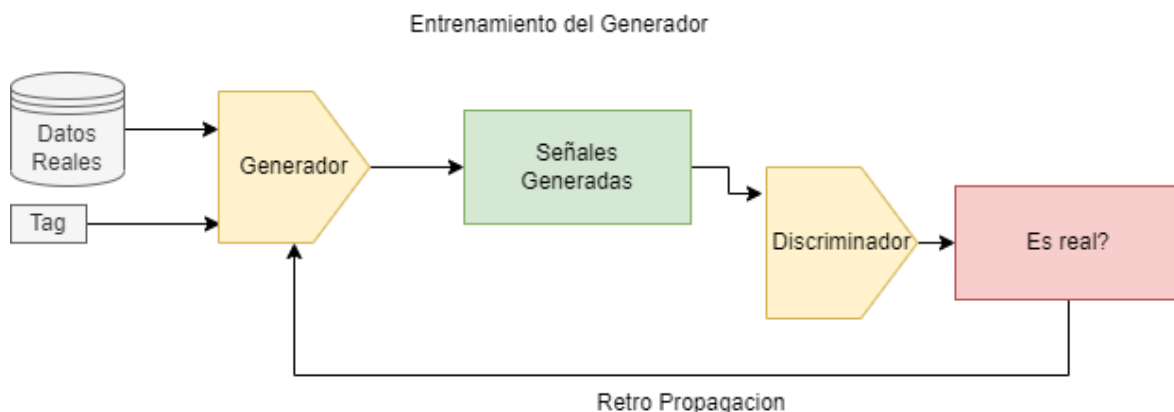 Entrenamiento del Generador
Datos
Reales
Tag
Generador
Señales
Generadas
Discriminador
Es real?
Retro Propagacion